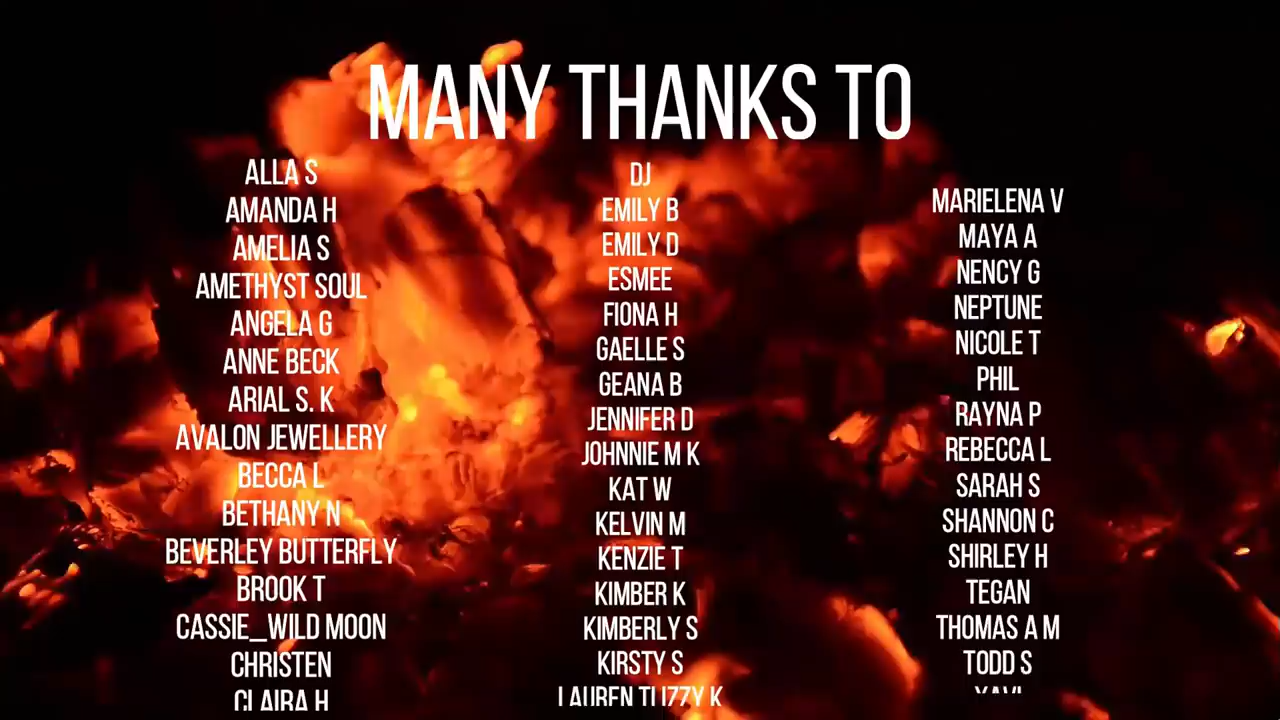 MANY THANKS TO
ALLA S
AMANDA H
AMELIA S
AMETHYST SOUL
ANGELA G
ANNE BECK
ARIAL S. K
AVALON JEWELLERY
BECCA L
BETHANY N
BEVERLEY BUTTERFLY
BROOK T
CASSIE_WILD MOON
CHRISTEN
CLAIRA H
DJ
EMILY B
EMILY D
ESMEE
FIONA H
GAELLE S
GEANA B
JENNIFER D
JOHNNIE M K
KAT W
KELVIN M
KENZIE T
KIMBER K
KIMBERLY S
KIRSTY S
LAUREN K
MARIELENA V
MAYA A
NENCY G
NEPTUNE
NICOLE T
PHIL
RAYNA P
REBECCA L
SARAH S
SHANNON C
SHIRLEY H
TEGAN
THOMAS A M
TODD S